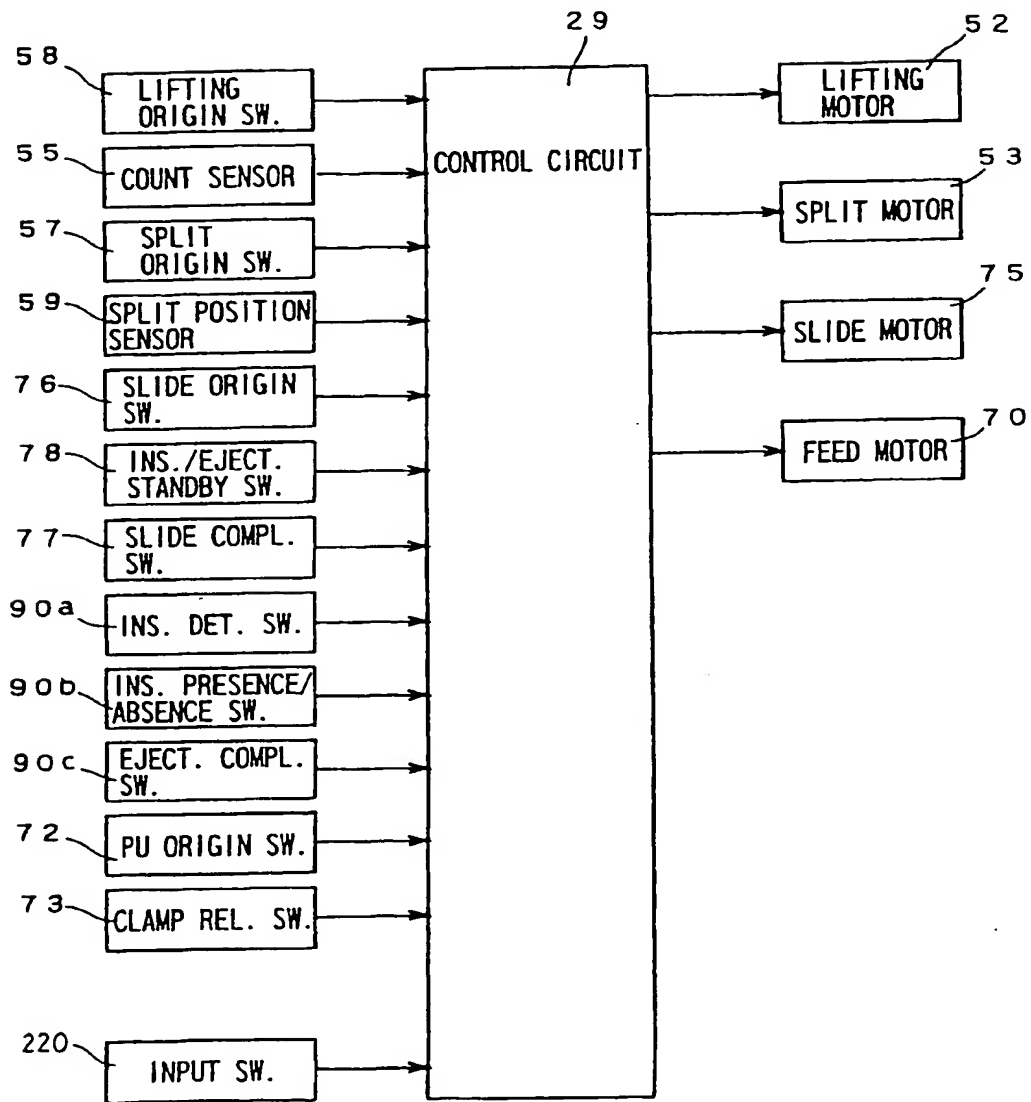 58
LIFTING
ORIGIN SW.
55
COUNT SENSOR
57
SPLIT
ORIGIN SW.
59
SPLIT POSITION
SENSOR
76
SLIDE ORIGIN
SW.
78
INS./EJECT.
STANDBY SW.
77
SLIDE COMPL.
SW.
90a
INS. DET. SW.
90b
INS. PRESENCE/
ABSENCE SW.
90c
EJECT. COMPL.
SW.
72
PU ORIGIN SW.
73
CLAMP REL. SW.
220
INPUT SW.
29
CONTROL CIRCUIT
52
LIFTING
MOTOR
53
SPLIT MOTOR
75
SLIDE MOTOR
70
FEED MOTOR